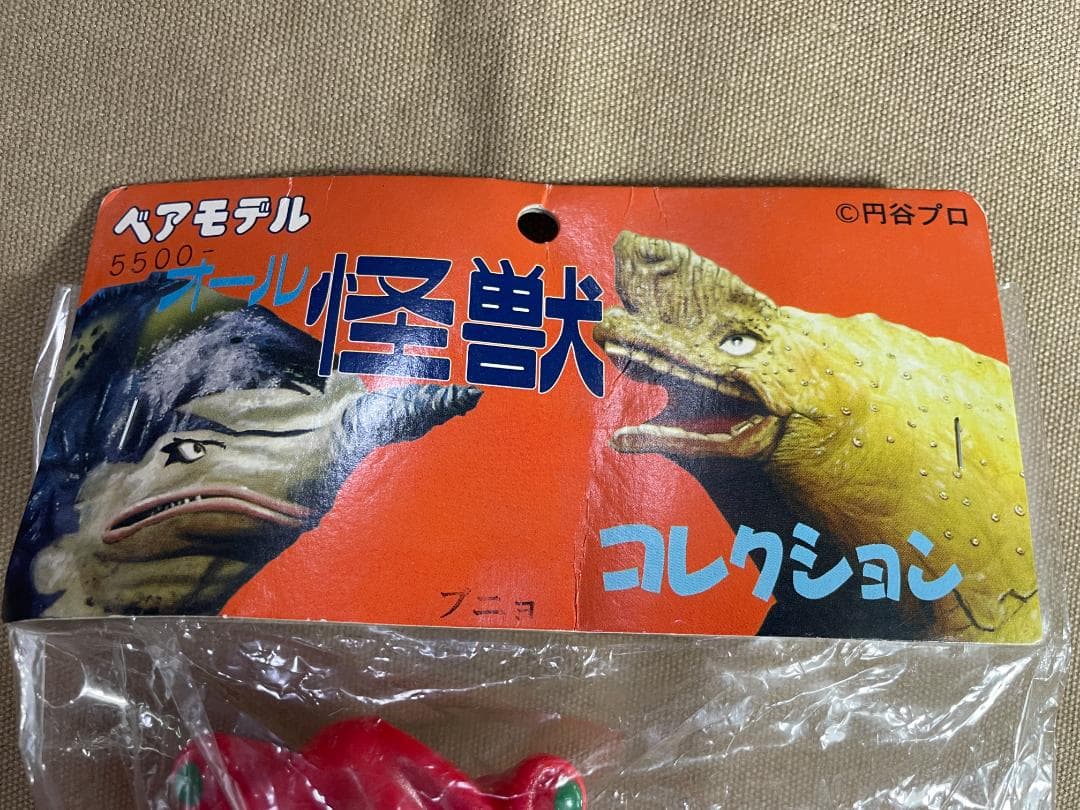 ベアモデル
©円谷プロ
5500-
オール
怪獣
コレクション
プニョ